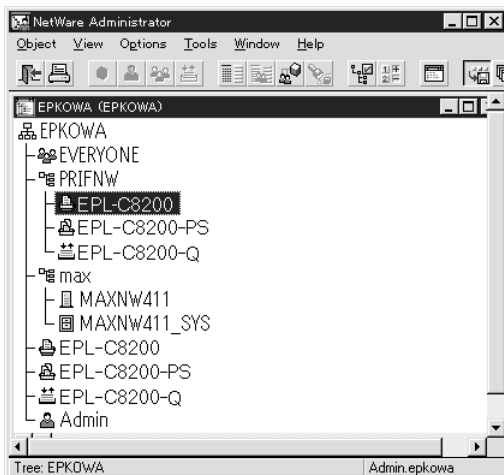 NetWare Administrator
Object View Options Tools Window Help
EPKOWA (EPKOWA)
EPKOWA
EVERYONE
PRIFNW
EPL-C8200
EPL-C8200-PS
EPL-C8200-Q
max
MAXNW411
MAXNW411_SYS
EPL-C8200
EPL-C8200-PS
EPL-C8200-Q
Admin
Tree: EPKOWA Admin.epkowa